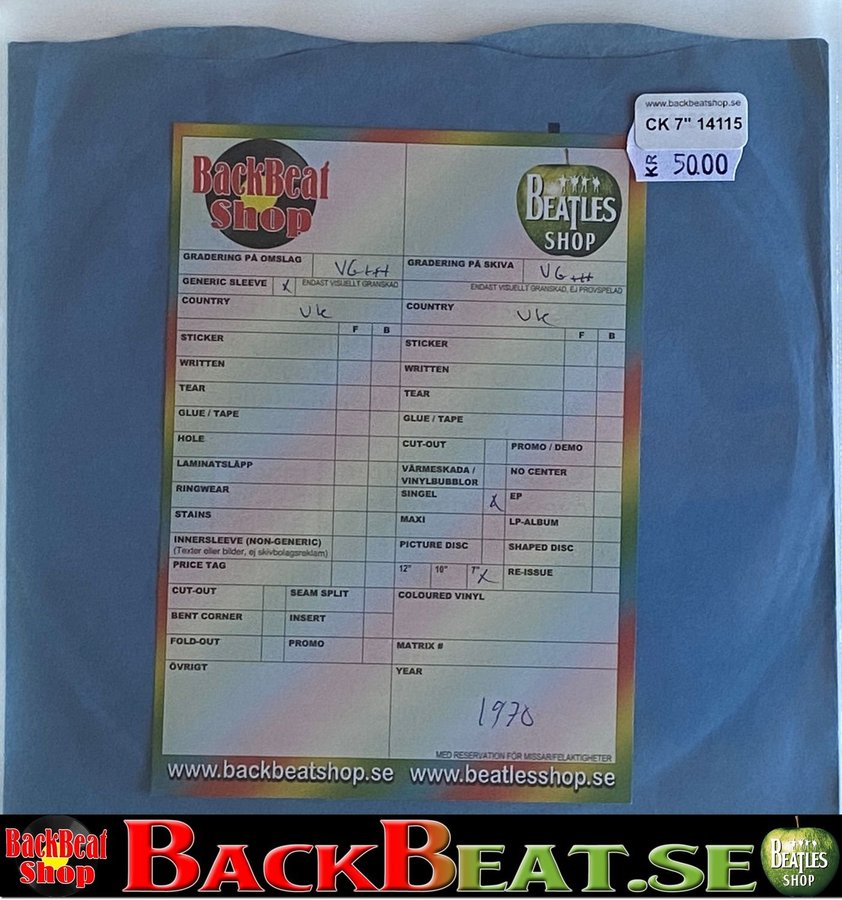 www.backbeatshop.se
CK 7" 14115
KR 50.00
BackBeat
Shop
BEATLES
SHOP
GRADERING PÅ OMSLAG VG+++
GRADERING PÅ SKIVA VG+++
GENERIC SLEEVE X ENDAST VISUELLT GRANSKAD
ENDAST VISUELLT GRANSKAD, EJ PROVSPELAD
COUNTRY UK
COUNTRY UK
F B
F B
STICKER
STICKER
WRITTEN
WRITTEN
TEAR
TEAR
GLUE / TAPE
GLUE / TAPE
HOLE
CUT-OUT PROMO / DEMO
LAMINATSLÄPP
VÄRMESKADA /
VINYLBUBBLOR
NO CENTER
RINGWEAR
SINGEL X EP
STAINS
MAXI LP-ALBUM
INNERSLEEVE (NON-GENERIC)
(Texter eller bilder, ej skivbolagsreklam)
PICTURE DISC SHAPED DISC
PRICE TAG
12" 10" 7" X RE-ISSUE
CUT-OUT SEAM SPLIT
COLOURED VINYL
BENT CORNER INSERT
FOLD-OUT PROMO
MATRIX #
ÖVRIGT
YEAR
1970
MED RESERVATION FÖR MISSAR/FELAKTIGHETER
www.backbeatshop.se www.beatlesshop.se
BackBeat
Shop
BACKBEAT.SE
BEATLES
SHOP